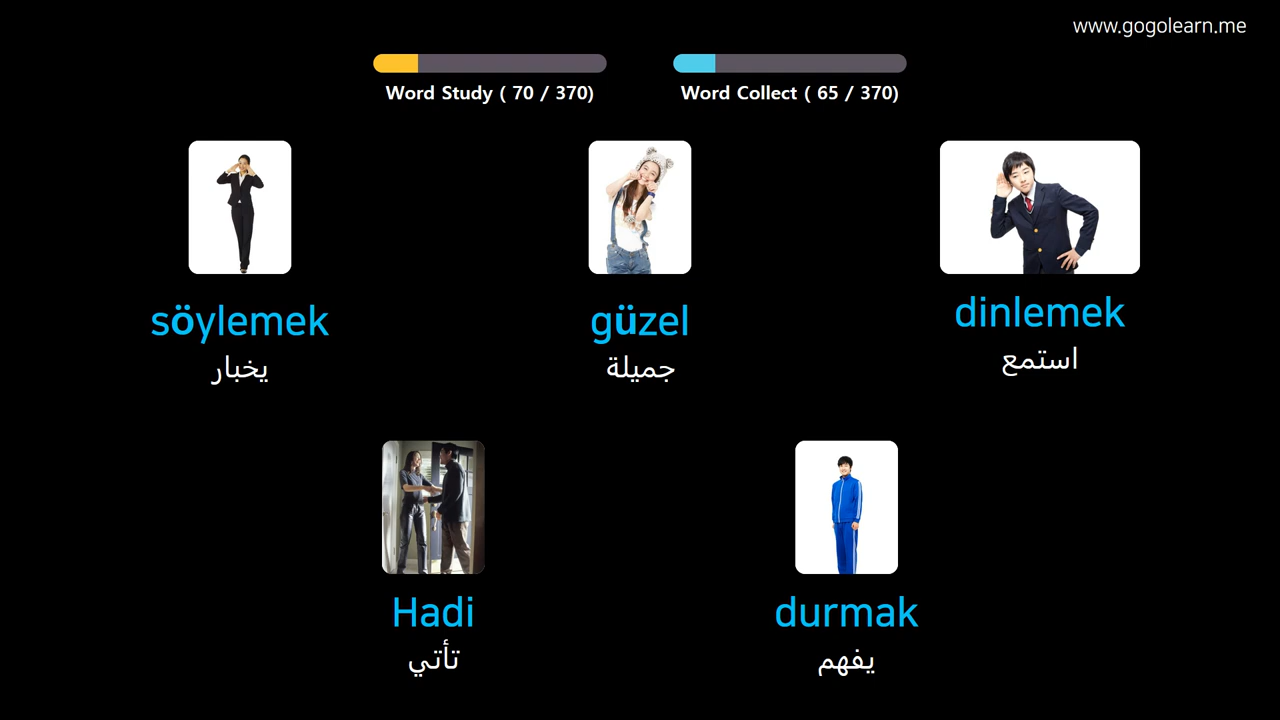 www.gogolearn.me
Word Study ( 70 / 370)
Word Collect ( 65 / 370)
söylemek
يخبار
güzel
جميلة
dinlemek
استمع
Hadi
تأتي
durmak
يفهم